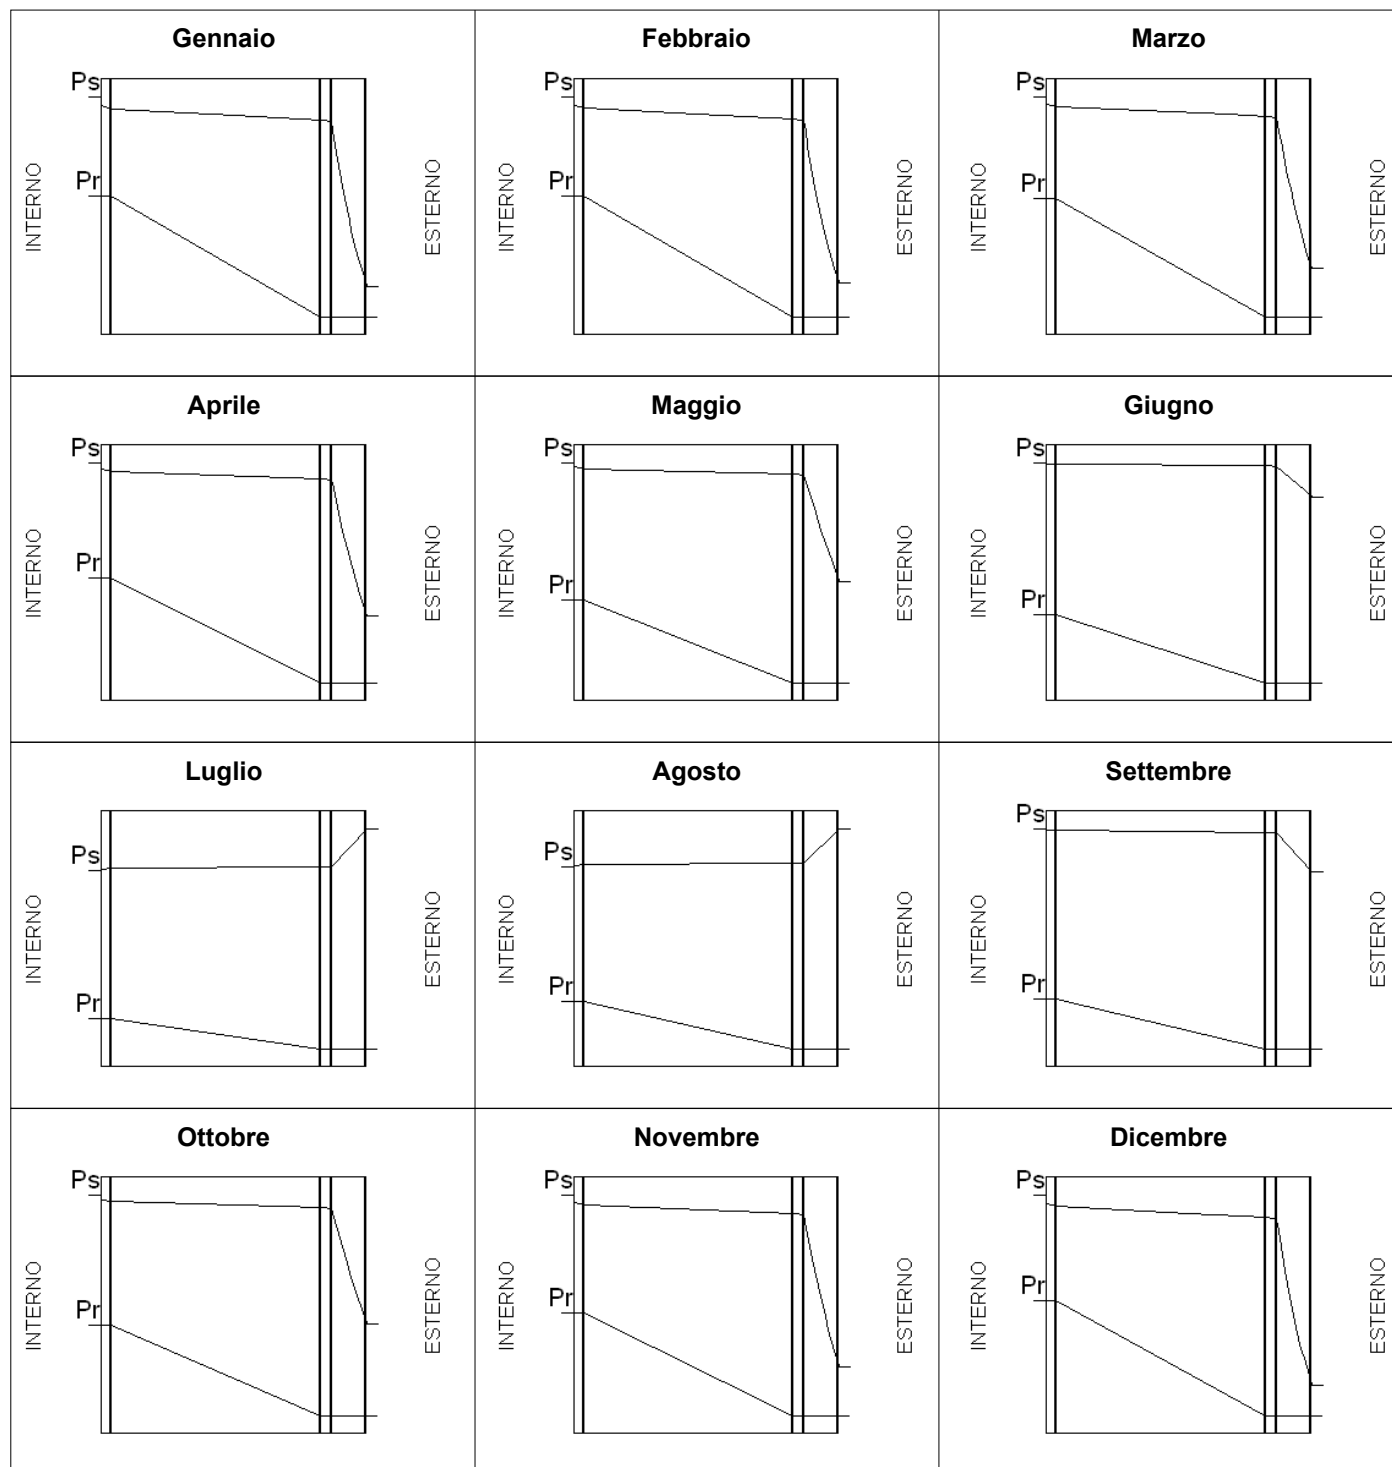 Gennaio
Ps
Pr
INTERNO
ESTERNO
Febbraio
Ps
Pr
INTERNO
ESTERNO
Marzo
Ps
Pr
INTERNO
ESTERNO
Aprile
Ps
Pr
INTERNO
ESTERNO
Maggio
Ps
Pr
INTERNO
ESTERNO
Giugno
Ps
Pr
INTERNO
ESTERNO
Luglio
Ps
Pr
INTERNO
ESTERNO
Agosto
Ps
Pr
INTERNO
ESTERNO
Settembre
Ps
Pr
INTERNO
ESTERNO
Ottobre
Ps
Pr
INTERNO
ESTERNO
Novembre
Ps
Pr
INTERNO
ESTERNO
Dicembre
Ps
Pr
INTERNO
ESTERNO